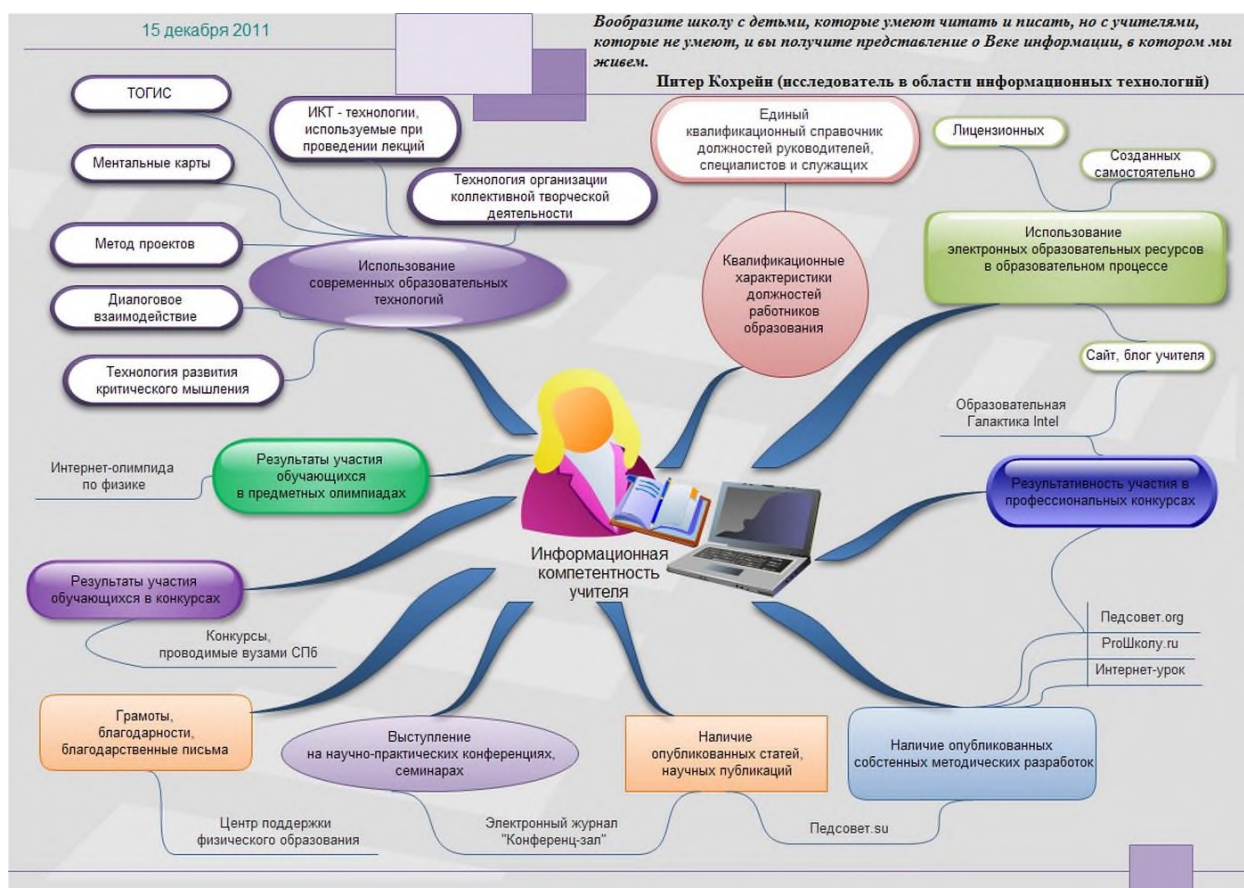 15 декабря 2011
Вообразите школу с детьми, которые умеют читать и писать, но с учителями,
которые не умеют, и вы получите представление о Веке информации, в котором мы
живем.
Питер Кохрейн (исследователь в области информационных технологий)
ТОГИС
ИКТ - технологии,
используемые при
проведении лекций
Ментальные карты
Технология организации
коллективной творческой
деятельности
Метод проектов
Использование
современных образовательных
технологий
Диалоговое
взаимодействие
Технология развития
критического мышления
Единый
квалификационный справочник
должностей руководителей,
специалистов и служащих
Квалификационные
характеристики
должностей
работников
образования
Лицензионных
Созданных
самостоятельно
Использование
электронных образовательных ресурсов
в образовательном процессе
Сайт, блог учителя
Образовательная
Галактика Intel
Результативность участия в
профессиональных конкурсах
Результаты участия
обучающихся
в предметных олимпиадах
Интернет-олимпида
по физике
Информационная
компетентность
учителя
Результаты участия
обучающихся в конкурсах
Конкурсы,
проводимые вузами СПб
Педсовет.org
ProШколу.ru
Интернет-урок
Грамоты,
благодарности,
благодарственные письма
Выступление
на научно-практических конференциях,
семинарах
Наличие
опубликованных статей,
научных публикаций
Наличие опубликованных
собстенных методических разработок
Центр поддержки
физического образования
Электронный журнал
"Конференц-зал"
Педсовет.su